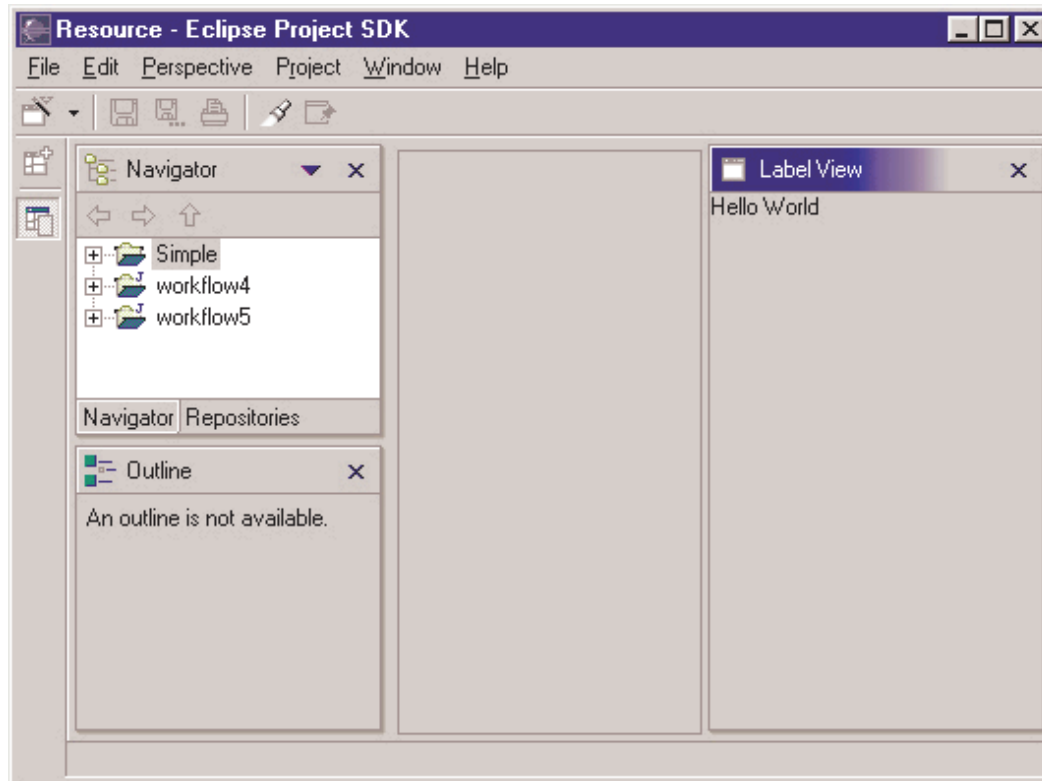 Resource - Eclipse Project SDK
File Edit Perspective Project Window Help
Navigator
Simple
workflow4
workflow5
Navigator Repositories
Outline
An outline is not available.
Label View
Hello World